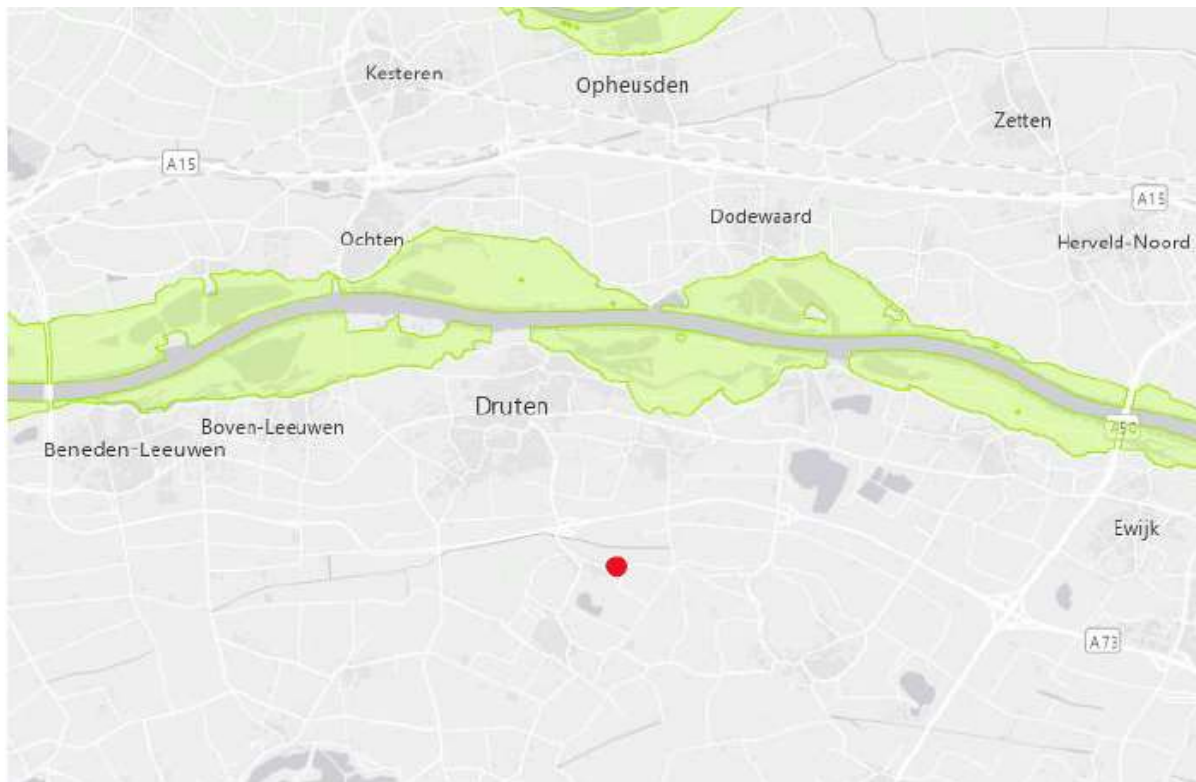 Kesteren
Opheusden
Zetten
A15
A15
Dodewaard
Ochten
Herveld-Noord
Druten
Boven-Leeuwen
A50
Beneden-Leeuwen
Ewijk
A73